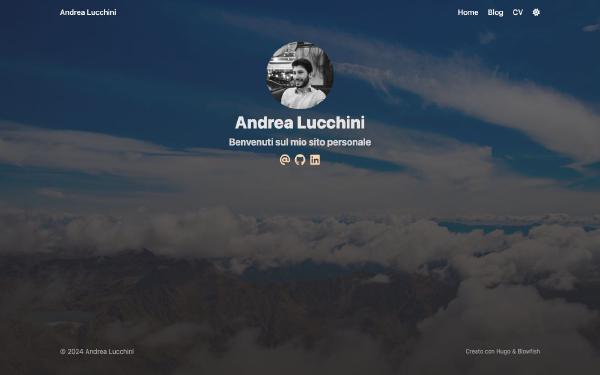 Andrea Lucchini
Home Blog CV
Andrea Lucchini
Benvenuti sul mio sito personale
© 2024 Andrea Lucchini
Creato con Hugo & Blowfish